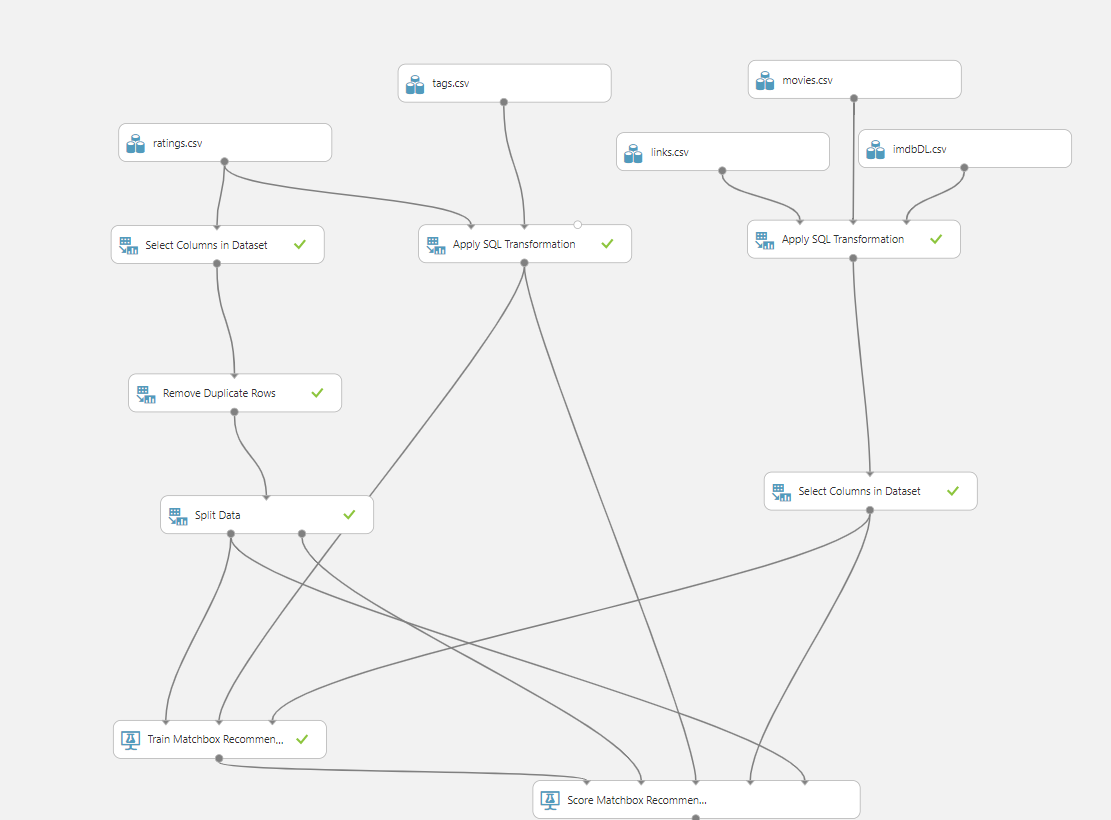 tags.csv
movies.csv
ratings.csv
links.csv
imdbDL.csv
Select Columns in Dataset
Apply SQL Transformation
Apply SQL Transformation
Remove Duplicate Rows
Select Columns in Dataset
Split Data
Train Matchbox Recommen...
Score Matchbox Recommen...